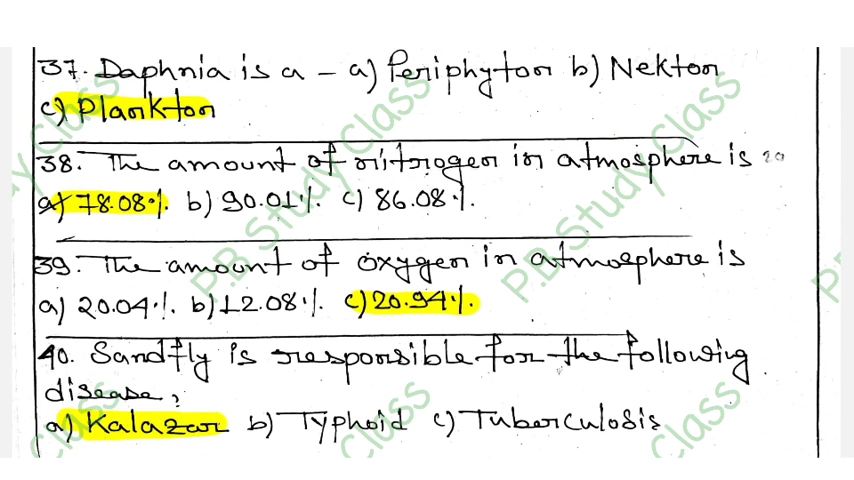 37. Daphnia is a - a) Periphyton b) Nekton
c) Plankton
38. The amount of nitrogen in atmosphere is
a) 78.08%. b) 90.01%. c) 86.08%.
39. The amount of oxygen in atmosphere is
a) 20.04%. b) 12.08%. c) 20.94%.
40. Sandfly is responsible for the following
disease,
a) Kalazar b) Typhoid c) Tuberculosis
P.B Study Class